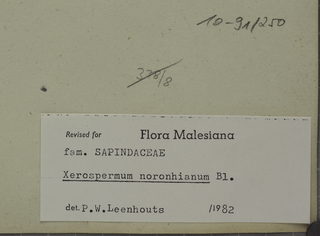 10-91/250
378/8
Revised for Flora Malesiana
fam. SAPINDACEAE
Xerospermum noronhianum Bl.
det. P.W.Leenhouts /1982